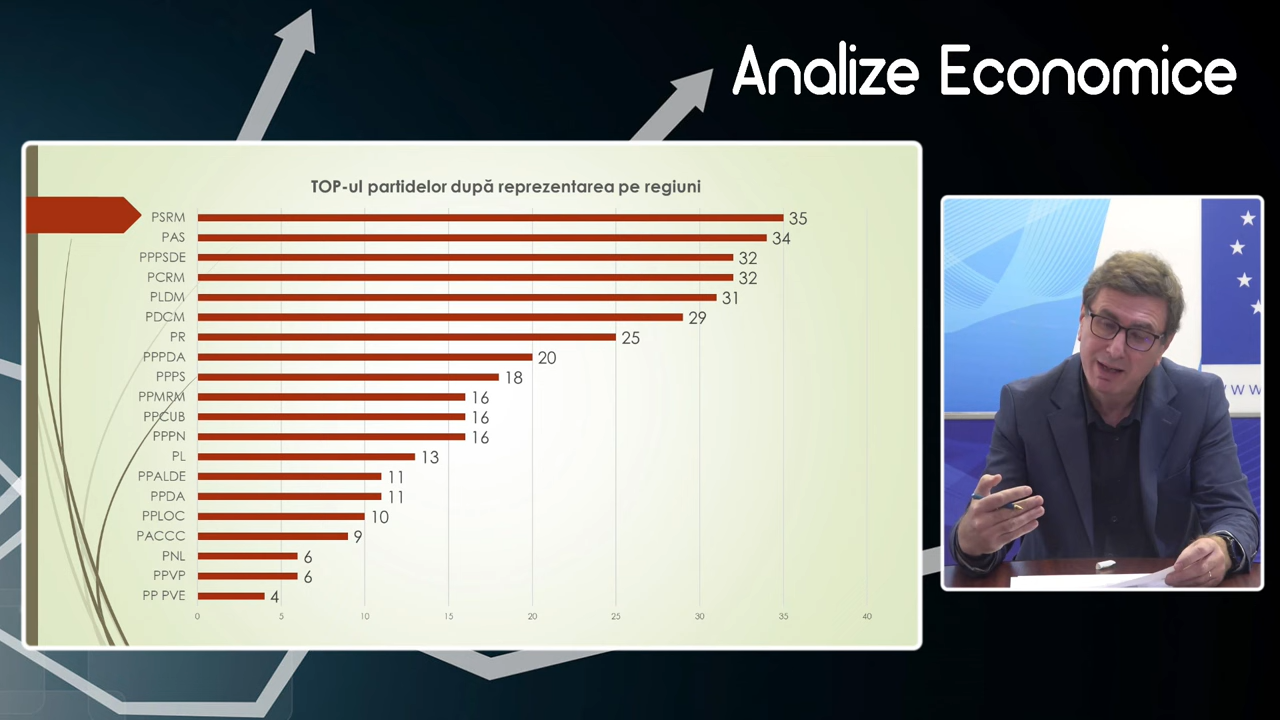 Analize Economice
TOP-ul partidelor după reprezentarea pe regiuni
PSRM 35
PAS 34
PPPSDE 32
PCRM 32
PLDM 31
PDCM 29
PR 25
PPPDA 20
PPPS 18
PPMRM 16
PPCUB 16
PPPN 16
PL 13
PPALDE 11
PPDA 11
PPLOC 10
PACCC 9
PNL 6
PPVP 6
PP PVE 4
0 5 10 15 20 25 30 35 40
WW